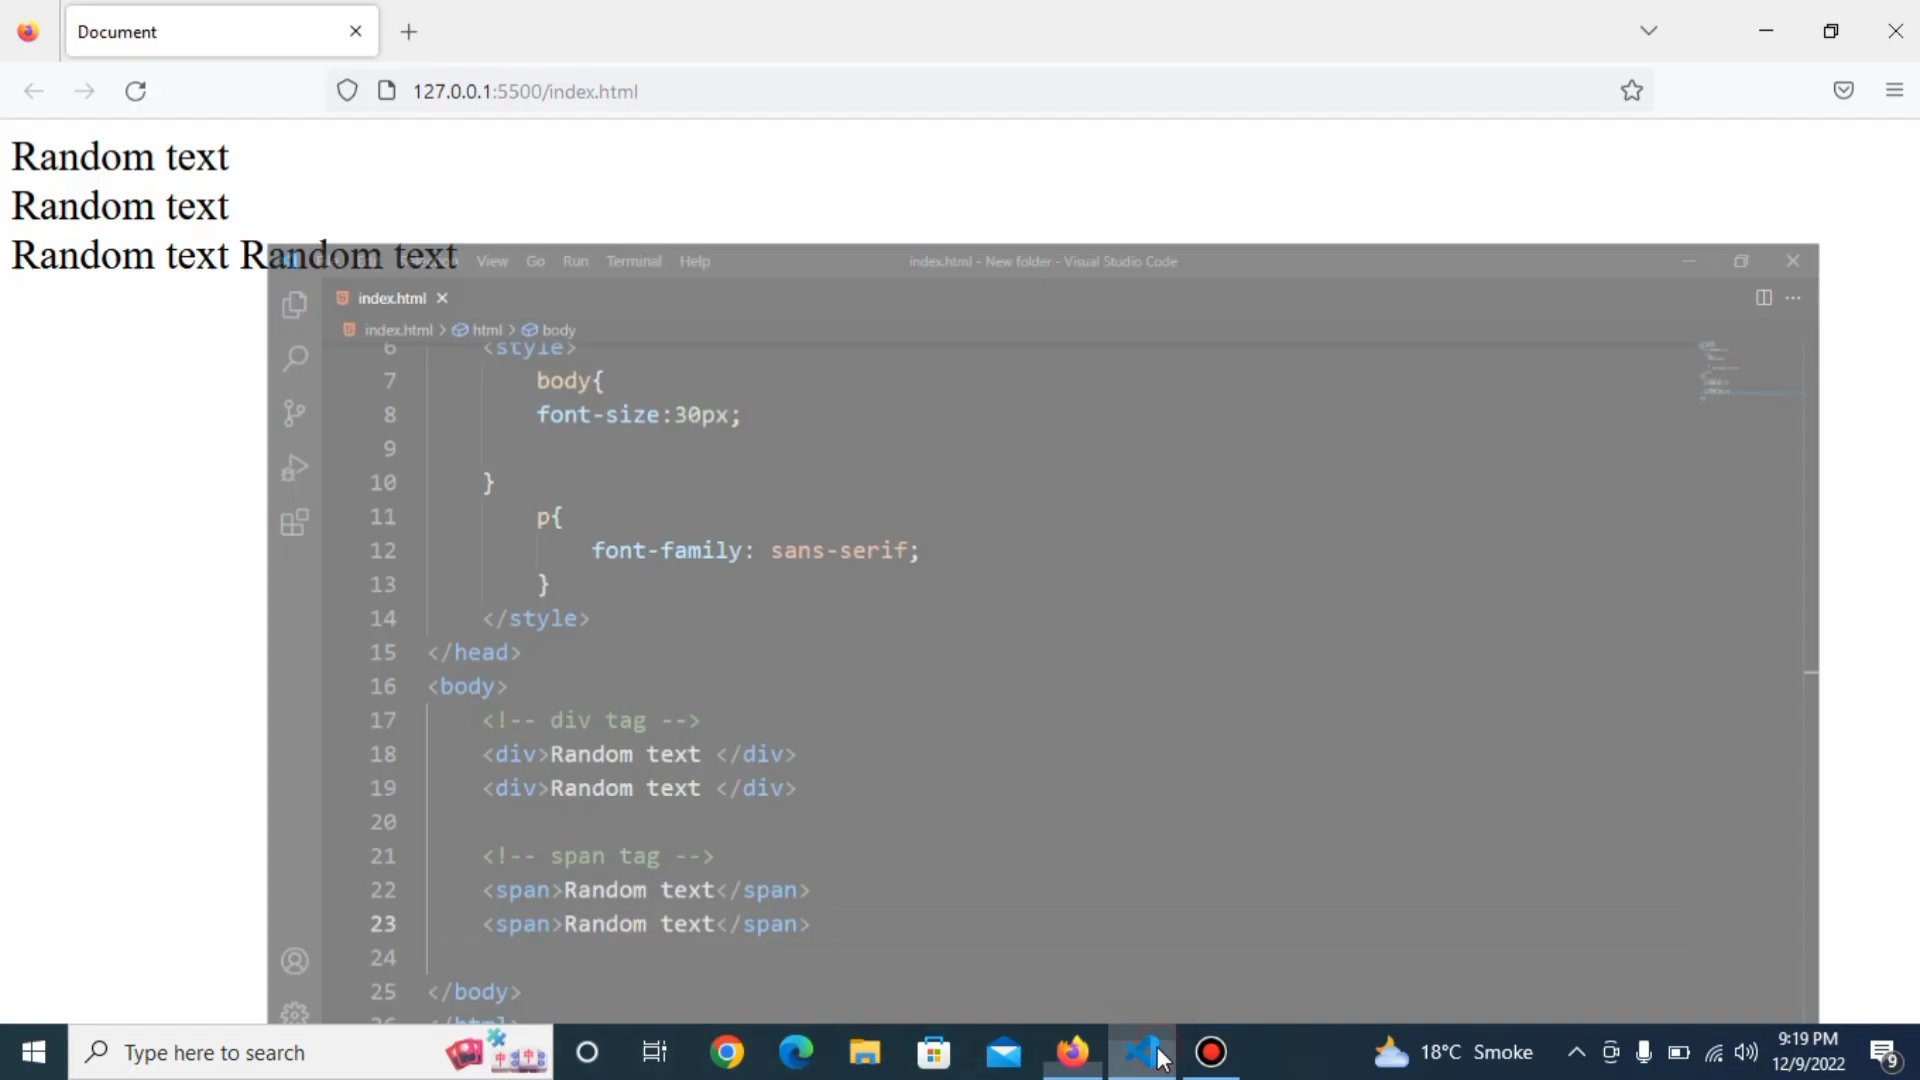 Document
127.0.0.1:5500/index.html
Random text
Random text
Random text Random text
View Go Run Terminal Help
index.html - New folder - Visual Studio Code
index.html
index.html > html > body
6 <style>
7 body{
8 font-size:30px;
9
10 }
11 p{
12 font-family: sans-serif;
13 }
14 </style>
15 </head>
16 <body>
17 <!-- div tag -->
18 <div>Random text </div>
19 <div>Random text </div>
20
21 <!-- span tag -->
22 <span>Random text</span>
23 <span>Random text</span>
24
25 </body>
26 </html>
Type here to search
18°C Smoke
9:19 PM
12/9/2022
9